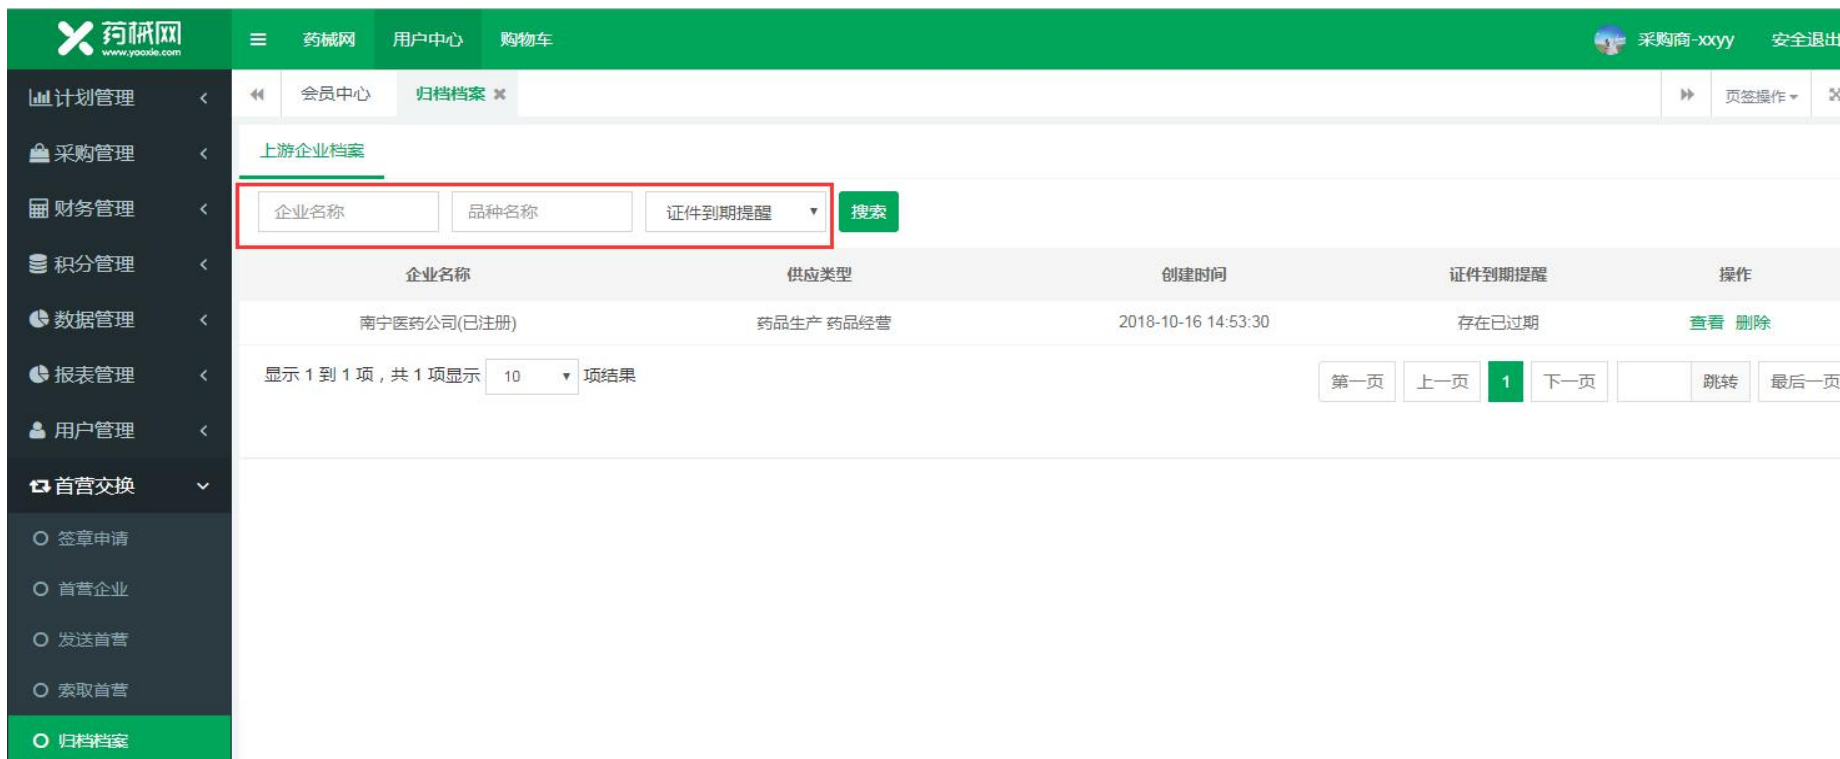 药械网
www.yaoxie.com
药械网 用户中心 购物车
采购商-xxyy 安全退出
会员中心 归档档案
页签操作
计划管理
采购管理
财务管理
积分管理
数据管理
报表管理
用户管理
首营交换
签章申请
首营企业
发送首营
索取首营
归档档案
上游企业档案
企业名称 品种名称 证件到期提醒 搜索
企业名称 供应类型 创建时间 证件到期提醒 操作
南宁医药公司(已注册) 药品生产 药品经营 2018-10-16 14:53:30 存在已过期 查看 删除
显示 1 到 1 项，共 1 项显示 10 项结果
第一页 上一页 1 下一页 跳转 最后一页